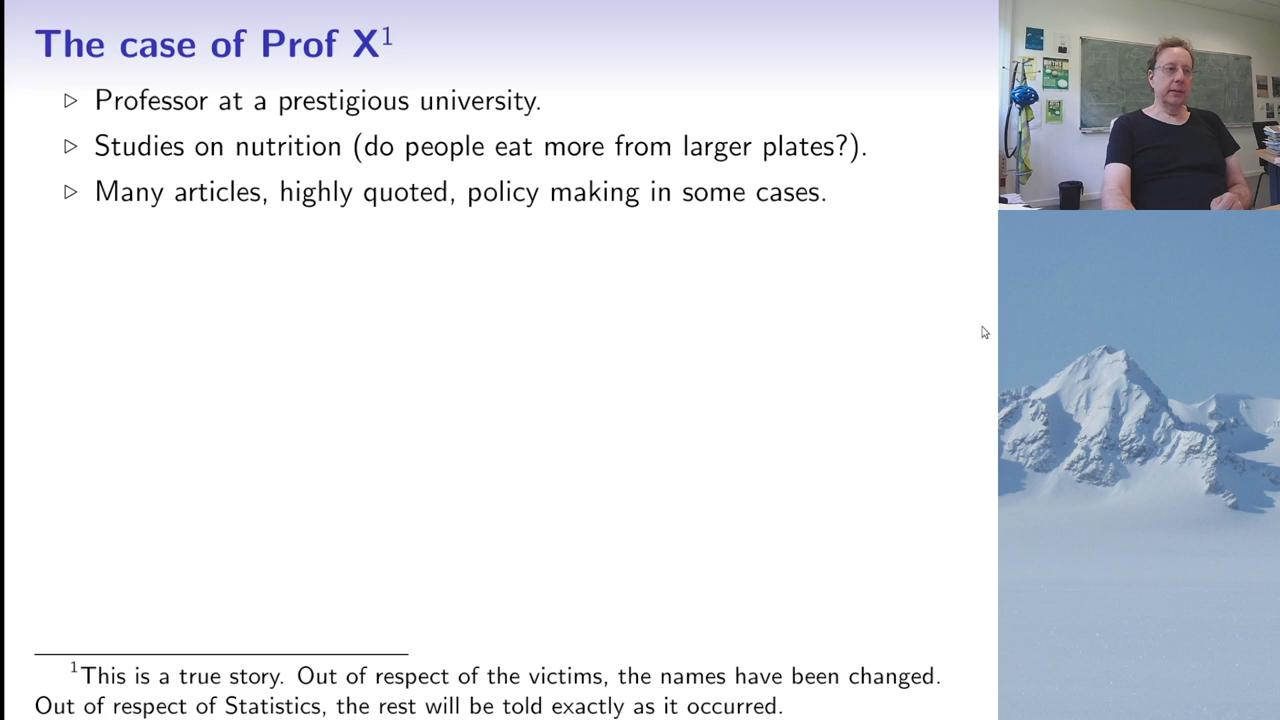 The case of Prof X¹
▷ Professor at a prestigious university.
▷ Studies on nutrition (do people eat more from larger plates?).
▷ Many articles, highly quoted, policy making in some cases.
¹This is a true story. Out of respect of the victims, the names have been changed.
Out of respect of Statistics, the rest will be told exactly as it occurred.